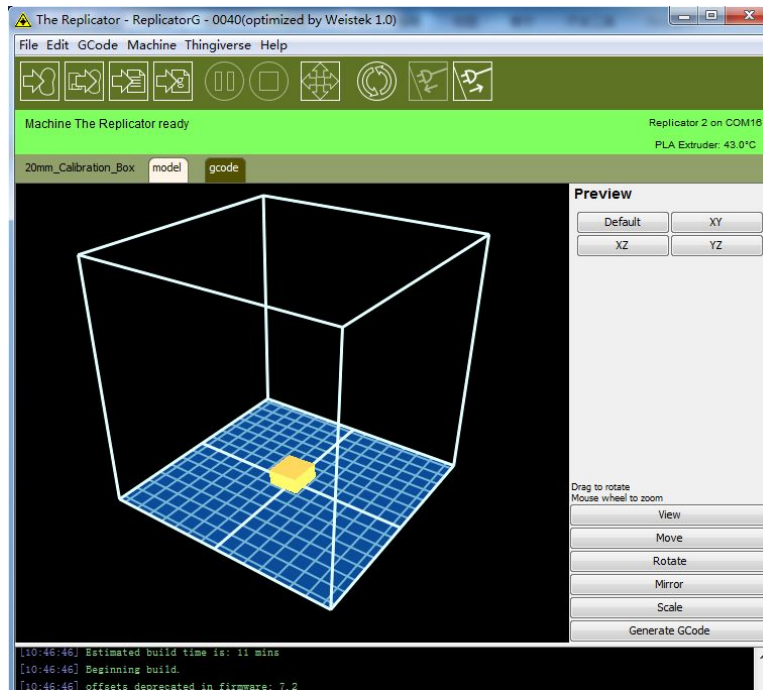 The Replicator - ReplicatorG - 0040(optimized by Weistek 1.0)
File Edit GCode Machine Thingiverse Help
Machine The Replicator ready
Replicator 2 on COM16
PLA Extruder: 43.0°C
20mm_Calibration_Box model gcode
Preview
Default XY
XZ YZ
Drag to rotate
Mouse wheel to zoom
View
Move
Rotate
Mirror
Scale
Generate GCode
[10:46:46] Estimated build time is: 11 mins
[10:46:46] Beginning build.
[10:46:46] offsets deprecated in firmware: 7.2